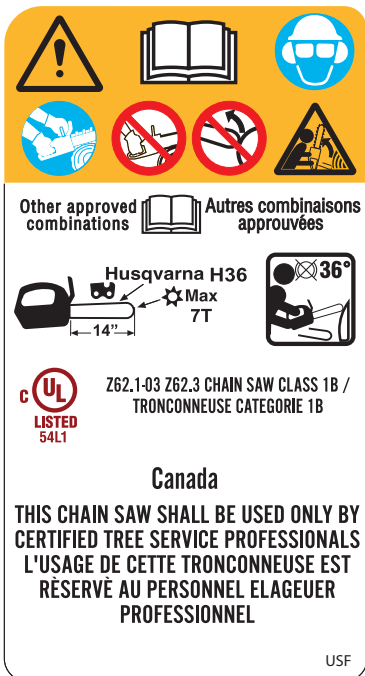 Other approved combinations
Autres combinaisons approuvées
Husqvarna H36
Max
7T
14"
36°
C UL
LISTED
54L1
Z62.1-03 Z62.3 CHAIN SAW CLASS 1B /
TRONCONNEUSE CATEGORIE 1B
Canada
THIS CHAIN SAW SHALL BE USED ONLY BY
CERTIFIED TREE SERVICE PROFESSIONALS
L'USAGE DE CETTE TRONCONNEUSE EST
RÈSERVÈ AU PERSONNEL ELAGEUER
PROFESSIONNEL
USF